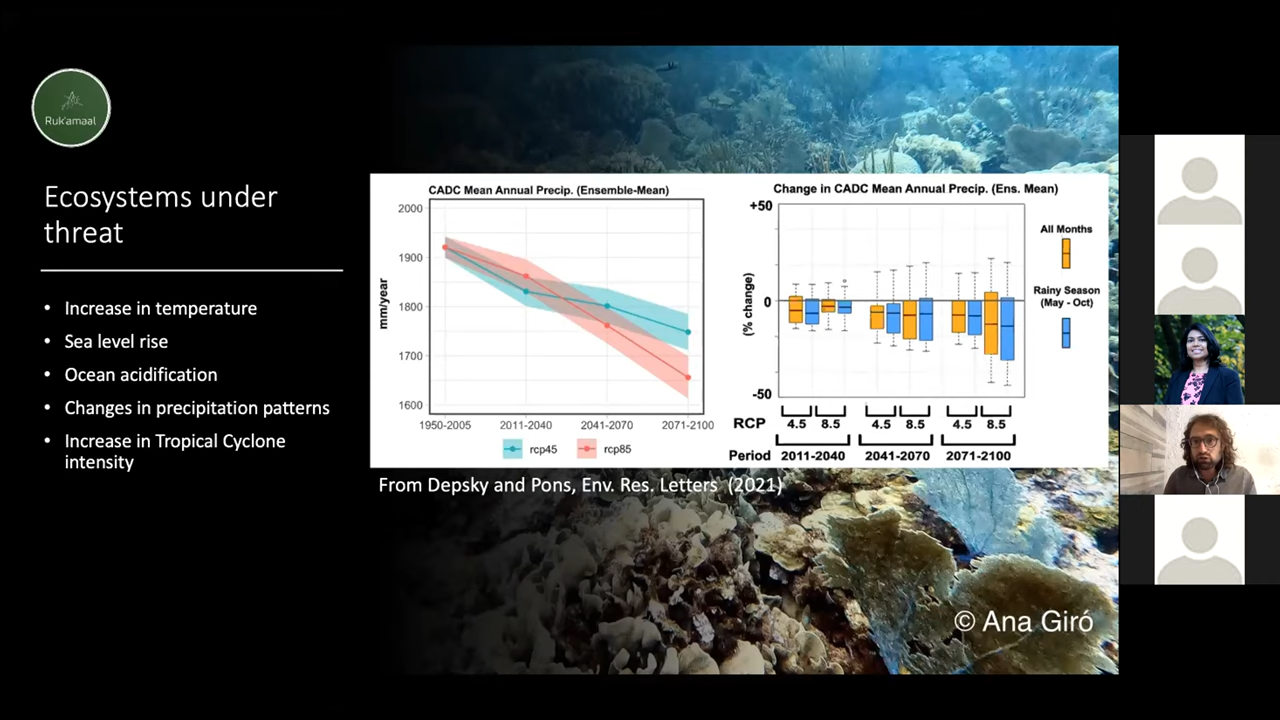 Ruk'amaal
Ecosystems under
threat
• Increase in temperature
• Sea level rise
• Ocean acidification
• Changes in precipitation patterns
• Increase in Tropical Cyclone
intensity
CADC Mean Annual Precip. (Ensemble-Mean)
2000
1900
1800
1700
1600
mm/year
1950-2005 2011-2040 2041-2070 2071-2100
rcp45 rcp85
Change in CADC Mean Annual Precip. (Ens. Mean)
+50
0
-50
(% change)
All Months
Rainy Season
(May - Oct)
RCP 4.5 8.5 4.5 8.5 4.5 8.5
Period 2011-2040 2041-2070 2071-2100
From Depsky and Pons, Env. Res. Letters (2021)
© Ana Giró